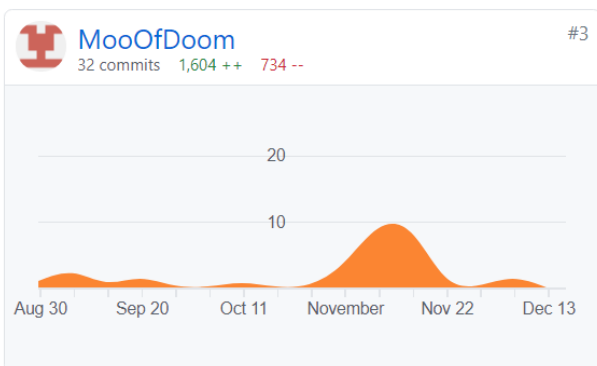 MooOfDoom
#3
32 commits 1,604 ++ 734 --
20
10
Aug 30 Sep 20 Oct 11 November Nov 22 Dec 13